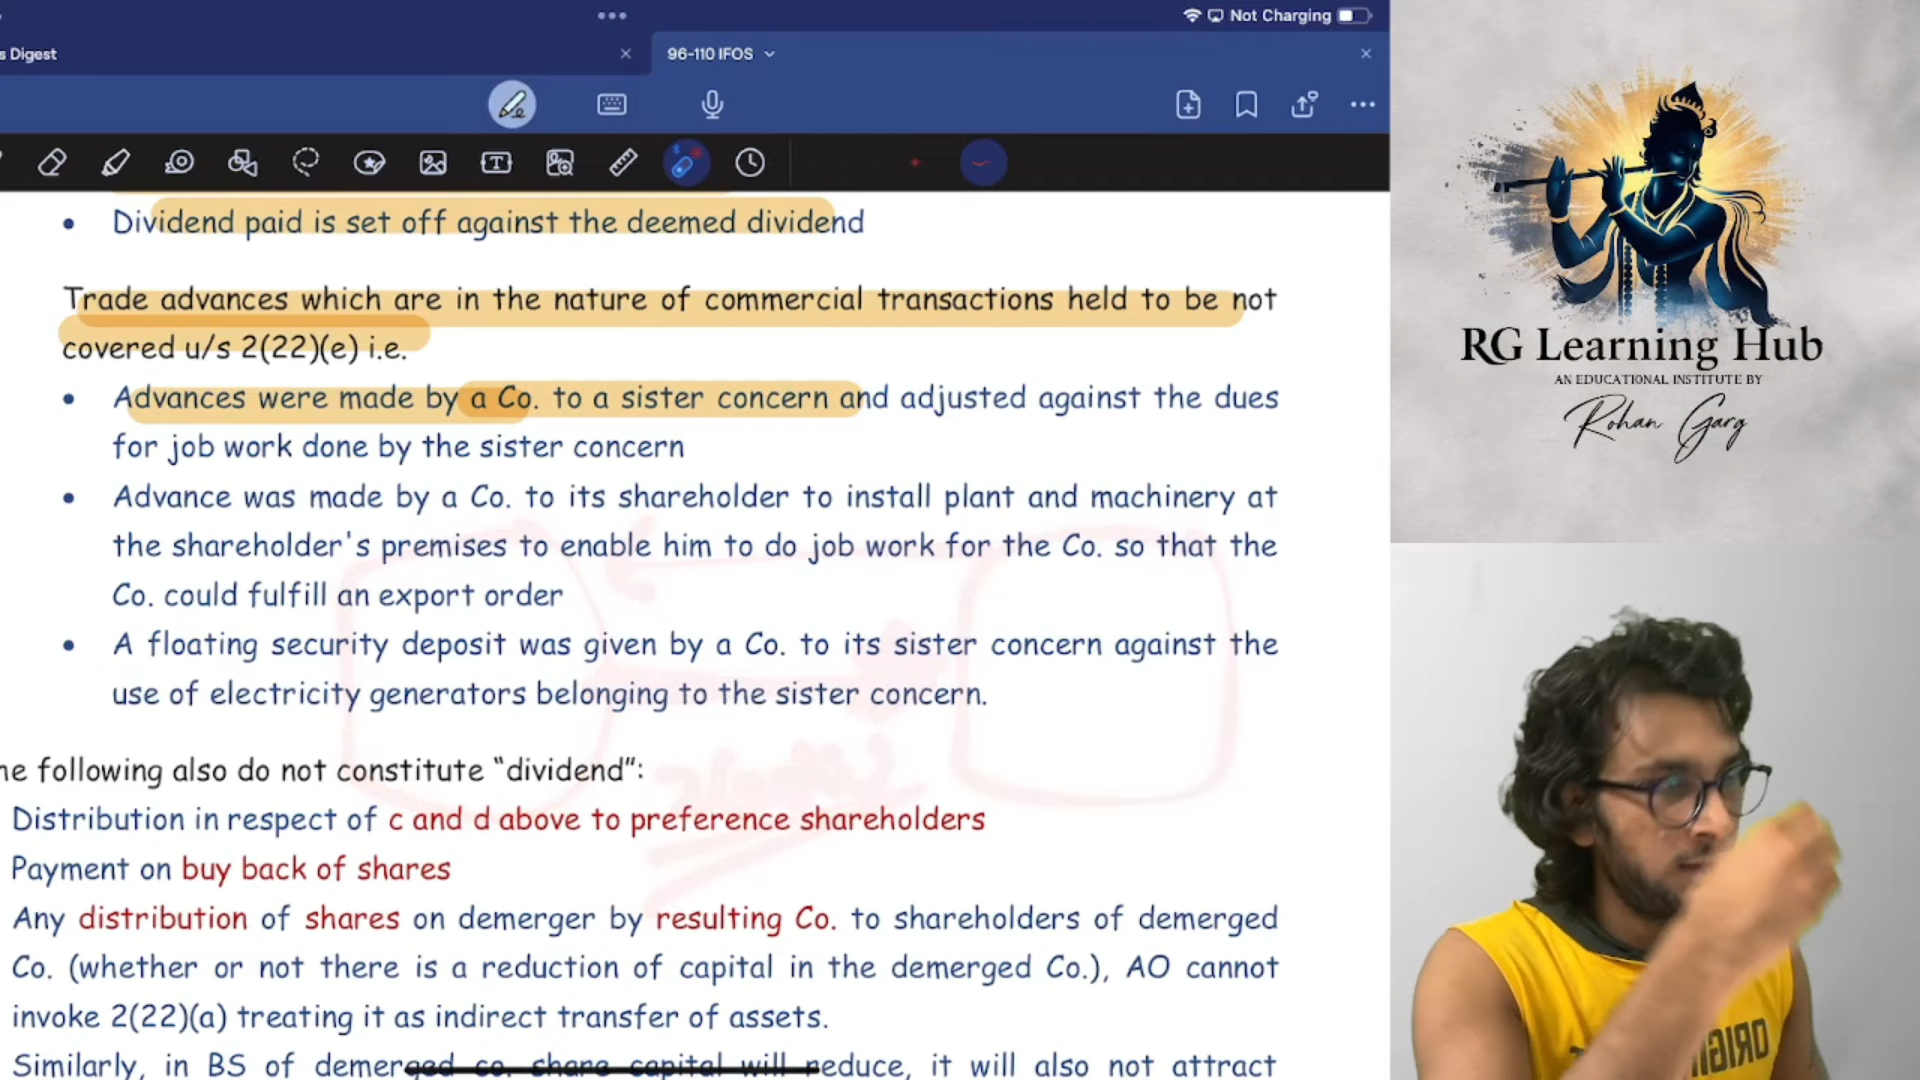 Not Charging
s Digest
96-110 IFOS
• Dividend paid is set off against the deemed dividend
Trade advances which are in the nature of commercial transactions held to be not
covered u/s 2(22)(e) i.e.
• Advances were made by a Co. to a sister concern and adjusted against the dues
for job work done by the sister concern
• Advance was made by a Co. to its shareholder to install plant and machinery at
the shareholder's premises to enable him to do job work for the Co. so that the
Co. could fulfill an export order
• A floating security deposit was given by a Co. to its sister concern against the
use of electricity generators belonging to the sister concern.
he following also do not constitute “dividend”:
Distribution in respect of c and d above to preference shareholders
Payment on buy back of shares
Any distribution of shares on demerger by resulting Co. to shareholders of demerged
Co. (whether or not there is a reduction of capital in the demerged Co.), AO cannot
invoke 2(22)(a) treating it as indirect transfer of assets.
Similarly, in BS of demerged co. share capital will reduce, it will also not attract
RG Learning Hub
AN EDUCATIONAL INSTITUTE BY
Rohan Garg